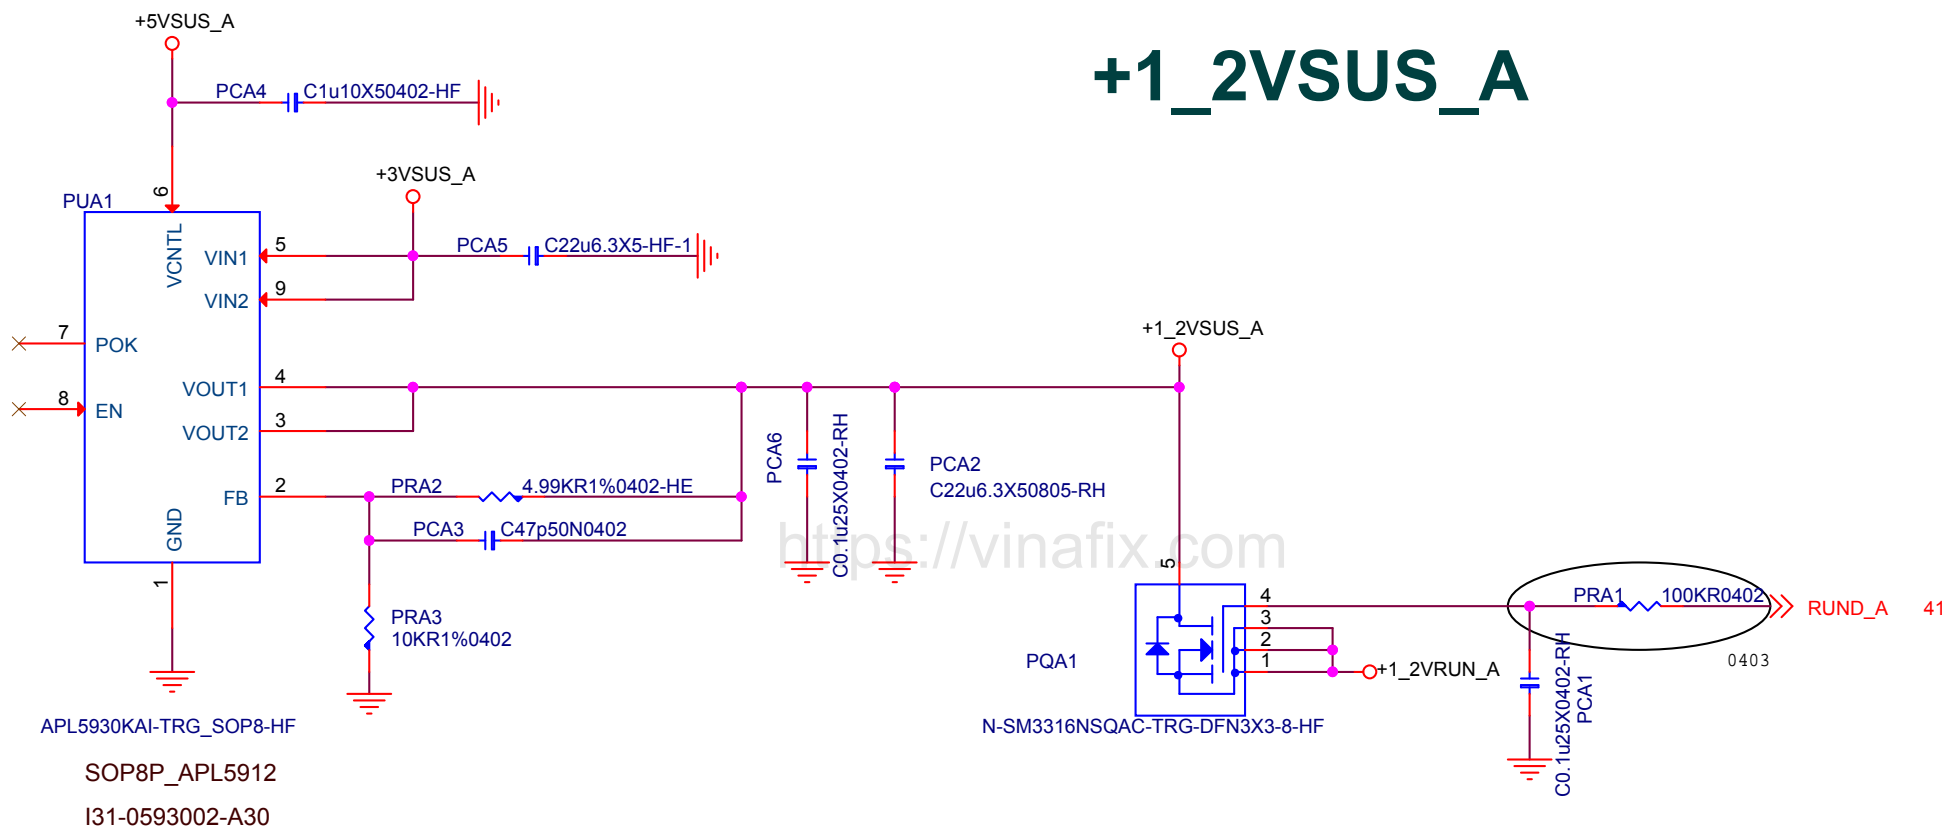 +5VSUS_A
+1_2VSUS_A
PCA4
C1u10X50402-HF
+3VSUS_A
6
PUA1
VCNTL
VIN1
5
PCA5
C22u6.3X5-HF-1
VIN2
9
7
POK
+1_2VSUS_A
VOUT1
4
8
EN
VOUT2
3
PCA6
C0.1u25X0402-RH
PCA2
C22u6.3X50805-RH
FB
2
PRA2
4.99KR1%0402-HE
PCA3
C47p50N0402
GND
1
https://vinafix.com
5
PRA3
10KR1%0402
4
3
2
1
PQA1
+1_2VRUN_A
PRA1
100KR0402
RUND_A
41
0403
C0.1u25X0402-RH
PCA1
APL5930KAI-TRG_SOP8-HF
N-SM3316NSQAC-TRG-DFN3X3-8-HF
SOP8P_APL5912
I31-0593002-A30